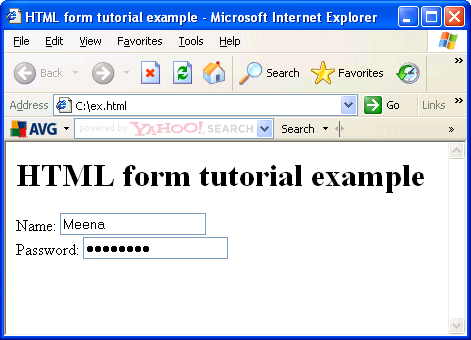 HTML form tutorial example - Microsoft Internet Explorer
File Edit View Favorites Tools Help
Back Search Favorites
Address C:\ex.html Go Links »
AVG powered by YAHOO! SEARCH Search »
HTML form tutorial example
Name: Meena
Password: ●●●●●●●●